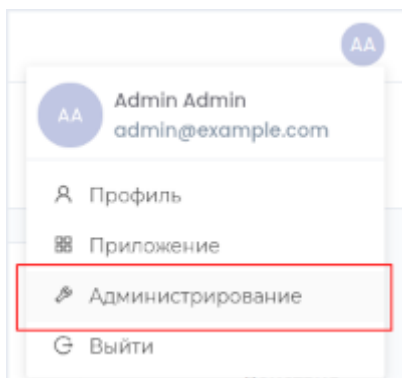 AA
AA
Admin Admin
admin@example.com
Профиль
Приложение
Администрирование
Выйти